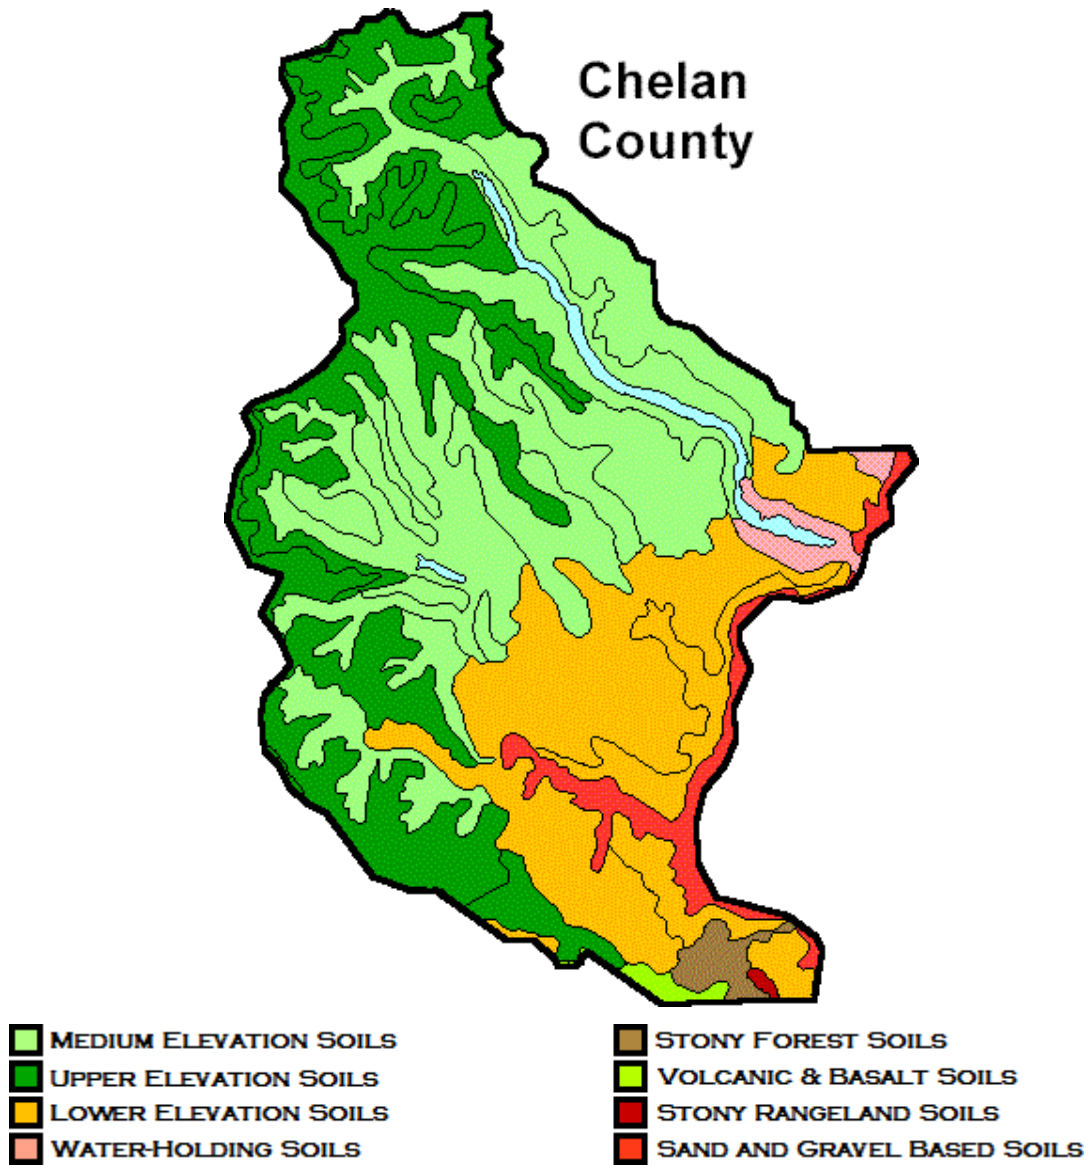 Chelan
County
Medium Elevation Soils
Upper Elevation Soils
Lower Elevation Soils
Water-Holding Soils
Stony Forest Soils
Volcanic & Basalt Soils
Stony Rangeland Soils
Sand and Gravel Based Soils